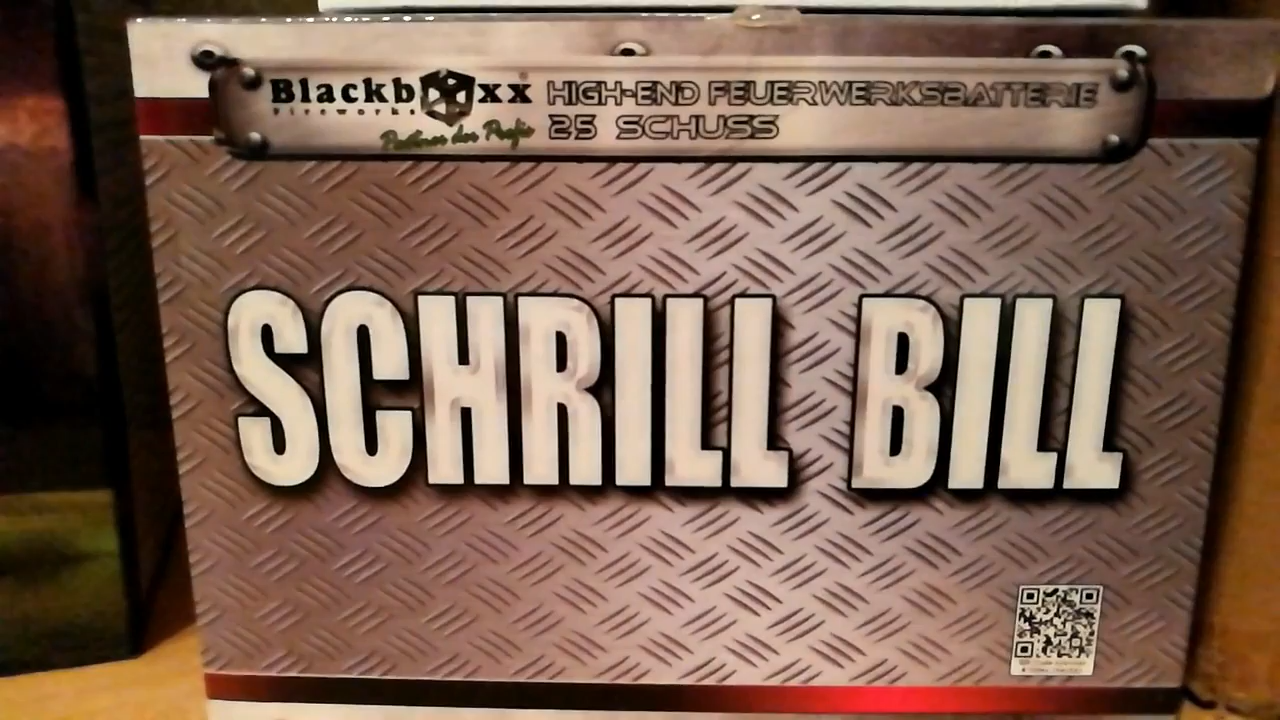 Blackboxx HIGH-END FEUERWERKSBATTERIE
Fireworks
Partner der Profis 25 SCHUSS
SCHRILL BILL